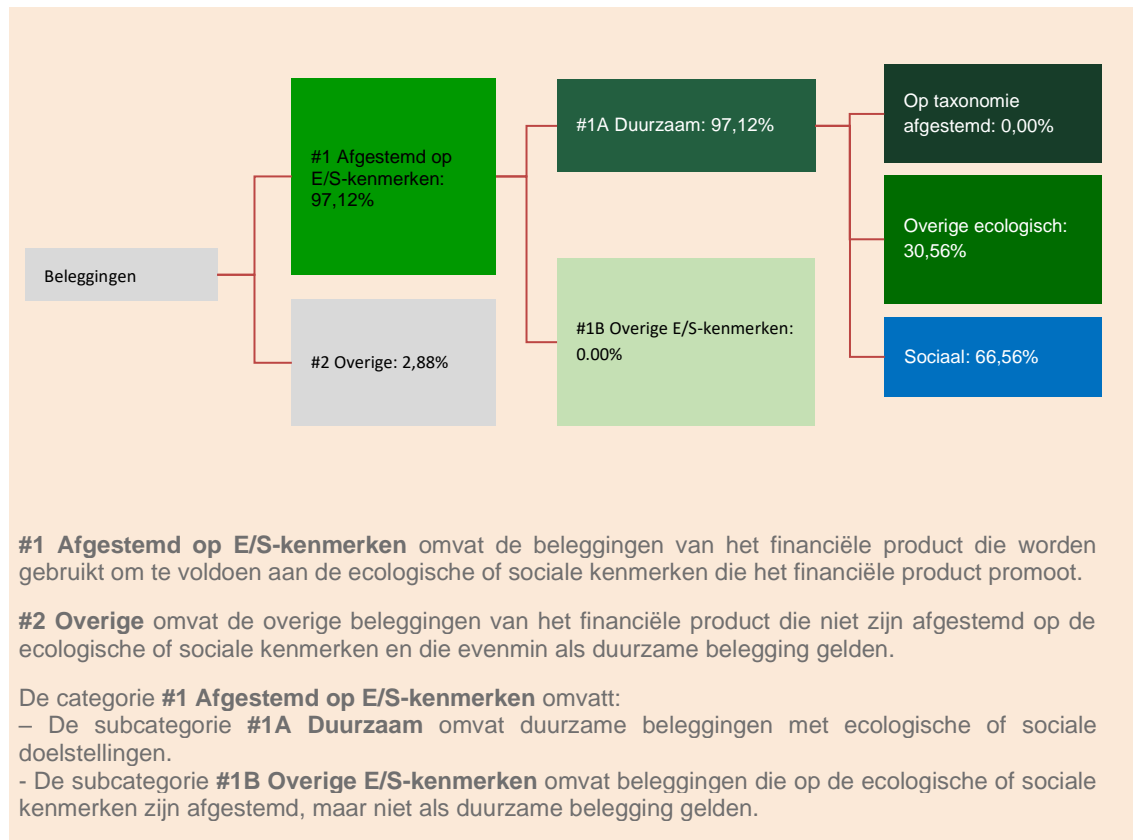 Beleggingen
#1 Afgestemd op
E/S-kenmerken:
97,12%
#2 Overige: 2,88%
#1A Duurzaam: 97,12%
#1B Overige E/S-kenmerken:
0.00%
Op taxonomie
afgestemd: 0,00%
Overige ecologisch:
30,56%
Sociaal: 66,56%
#1 Afgestemd op E/S-kenmerken omvat de beleggingen van het financiële product die worden
gebruikt om te voldoen aan de ecologische of sociale kenmerken die het financiële product promoot.
#2 Overige omvat de overige beleggingen van het financiële product die niet zijn afgestemd op de
ecologische of sociale kenmerken en die evenmin als duurzame belegging gelden.
De categorie #1 Afgestemd op E/S-kenmerken omvatt:
– De subcategorie #1A Duurzaam omvat duurzame beleggingen met ecologische of sociale
doelstellingen.
- De subcategorie #1B Overige E/S-kenmerken omvat beleggingen die op de ecologische of sociale
kenmerken zijn afgestemd, maar niet als duurzame belegging gelden.